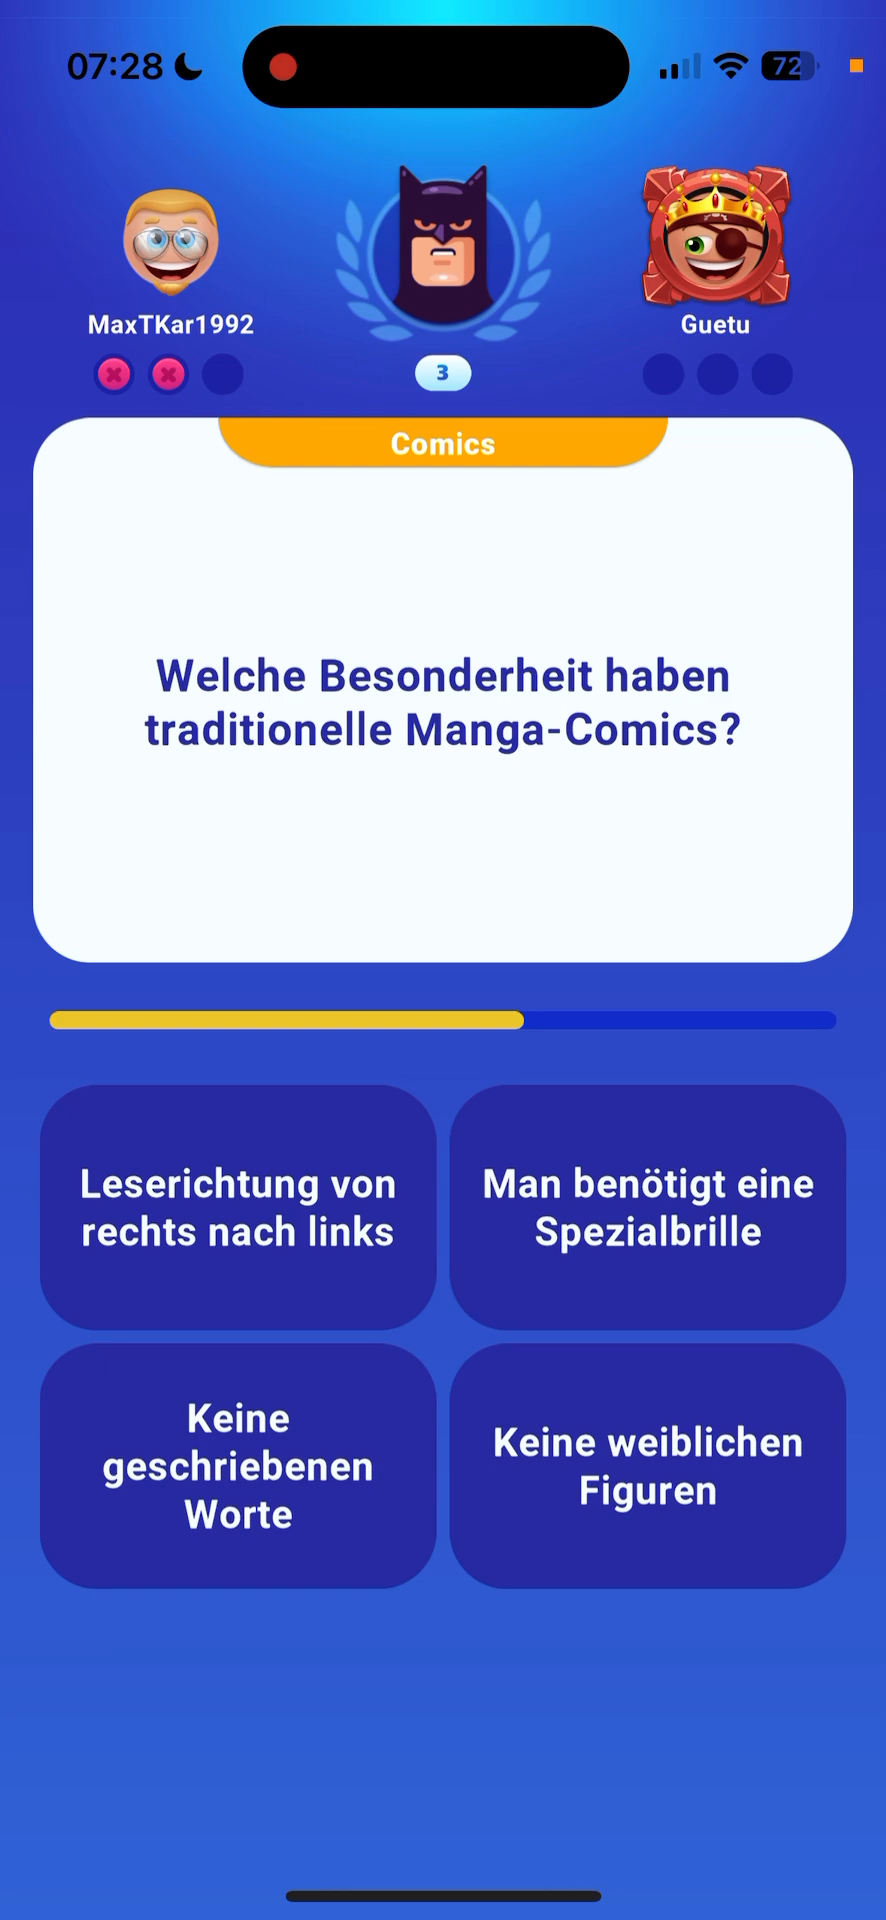 07:28
72
MaxTKar1992
Guetu
3
Comics
Welche Besonderheit haben
traditionelle Manga-Comics?
Leserichtung von
rechts nach links
Man benötigt eine
Spezialbrille
Keine
geschriebenen
Worte
Keine weiblichen
Figuren